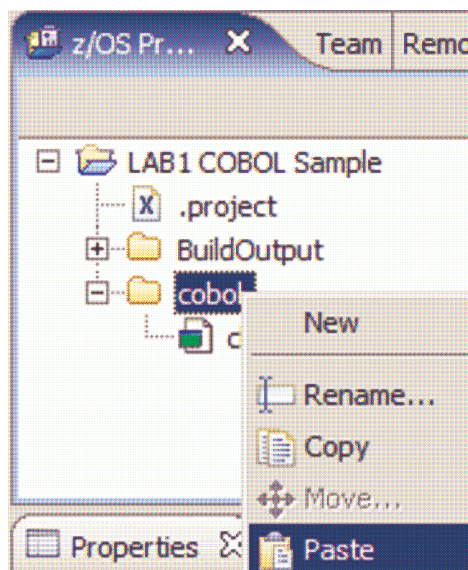 z/OS Pr... Team Remo
LAB1 COBOL Sample
X .project
BuildOutput
cobol
c
New
Rename...
Copy
Move...
Properties
Paste